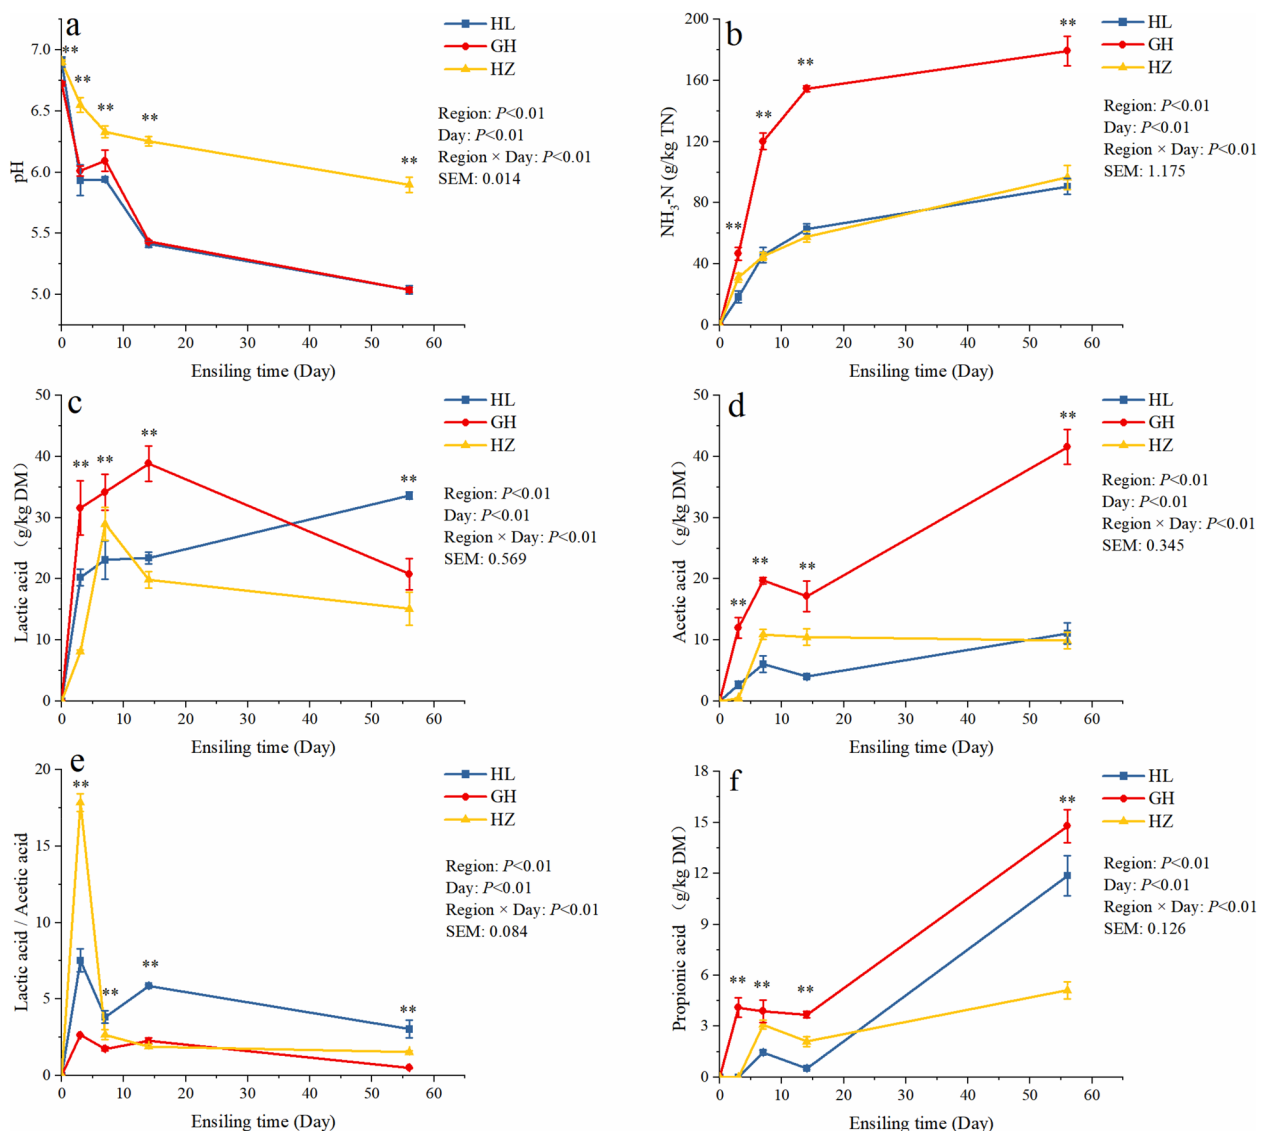 a
HL
GH
HZ
Region: P<0.01
Day: P<0.01
Region × Day: P<0.01
SEM: 0.014
pH
7.0
6.5
6.0
5.5
5.0
** ** ** ** **
0 10 20 30 40 50 60
Ensiling time (Day)
b
HL
GH
HZ
Region: P<0.01
Day: P<0.01
Region × Day: P<0.01
SEM: 1.175
NH3-N (g/kg TN)
200
160
120
80
40
0
** ** ** **
0 10 20 30 40 50 60
Ensiling time (Day)
c
HL
GH
HZ
Region: P<0.01
Day: P<0.01
Region × Day: P<0.01
SEM: 0.569
Lactic acid（g/kg DM）
50
40
30
20
10
0
** ** ** **
0 10 20 30 40 50 60
Ensiling time (Day)
d
HL
GH
HZ
Region: P<0.01
Day: P<0.01
Region × Day: P<0.01
SEM: 0.345
Acetic acid（g/kg DM）
50
40
30
20
10
0
** ** ** **
0 10 20 30 40 50 60
Ensiling time (Day)
e
HL
GH
HZ
Region: P<0.01
Day: P<0.01
Region × Day: P<0.01
SEM: 0.084
Lactic acid / Acetic acid
20
15
10
5
0
** ** ** **
0 10 20 30 40 50 60
Ensiling time (Day)
f
HL
GH
HZ
Region: P<0.01
Day: P<0.01
Region × Day: P<0.01
SEM: 0.126
Propionic acid（g/kg DM）
18
15
12
9
6
3
0
** ** ** **
0 10 20 30 40 50 60
Ensiling time (Day)